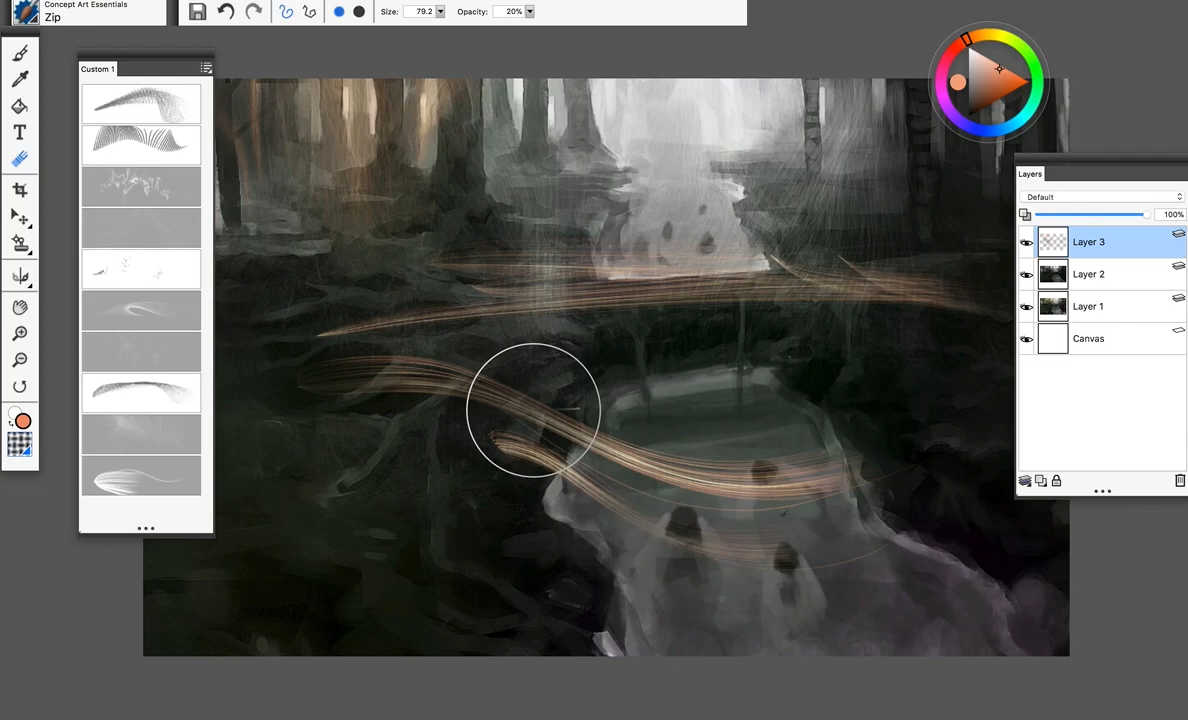 Concept Art Essentials
Zip
Size: 79.2
Opacity: 20%
Custom 1
T
Layers
Default
100%
Layer 3
Layer 2
Layer 1
Canvas